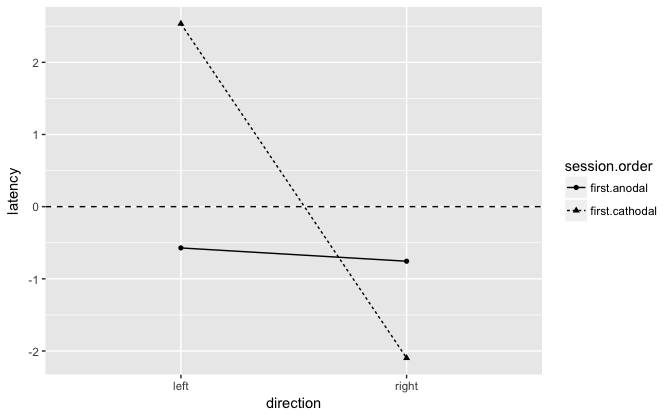 latency
2
1
0
-1
-2
left
right
direction
session.order
first.anodal
first.cathodal